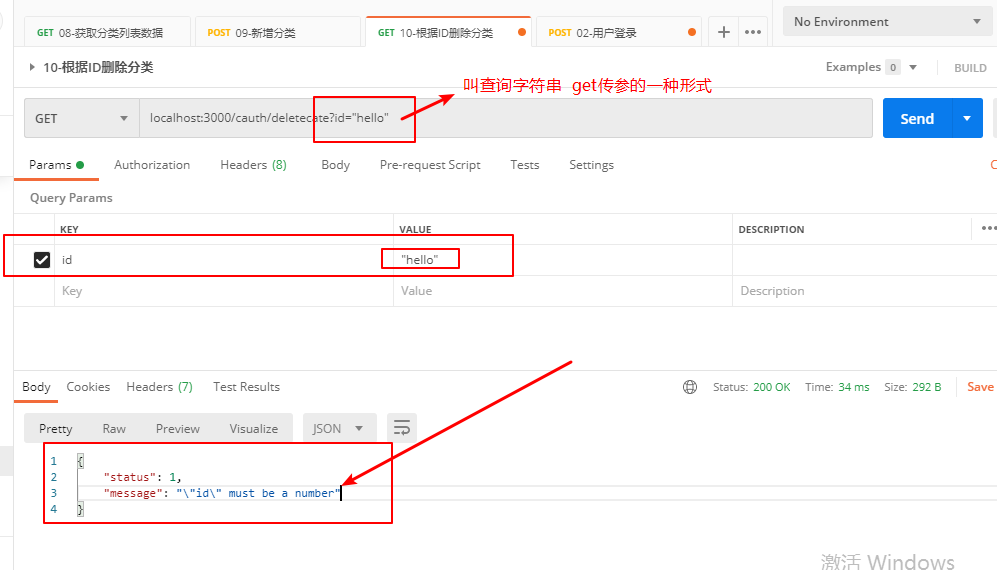 GET 08-获取分类列表数据
POST 09-新增分类
GET 10-根据ID删除分类
POST 02-用户登录
No Environment
10-根据ID删除分类
Examples 0
BUILD
叫查询字符串 get传参的一种形式
GET
localhost:3000/cauth/deletecate?id="hello"
Send
Params
Authorization
Headers (8)
Body
Pre-request Script
Tests
Settings
Query Params
KEY
VALUE
DESCRIPTION
id
"hello"
Key
Value
Description
Body
Cookies
Headers (7)
Test Results
Status: 200 OK
Time: 34 ms
Size: 292 B
Save
Pretty
Raw
Preview
Visualize
JSON
1 {
2 "status": 1,
3 "message": "\"id\" must be a number"
4 }
激活 Windows